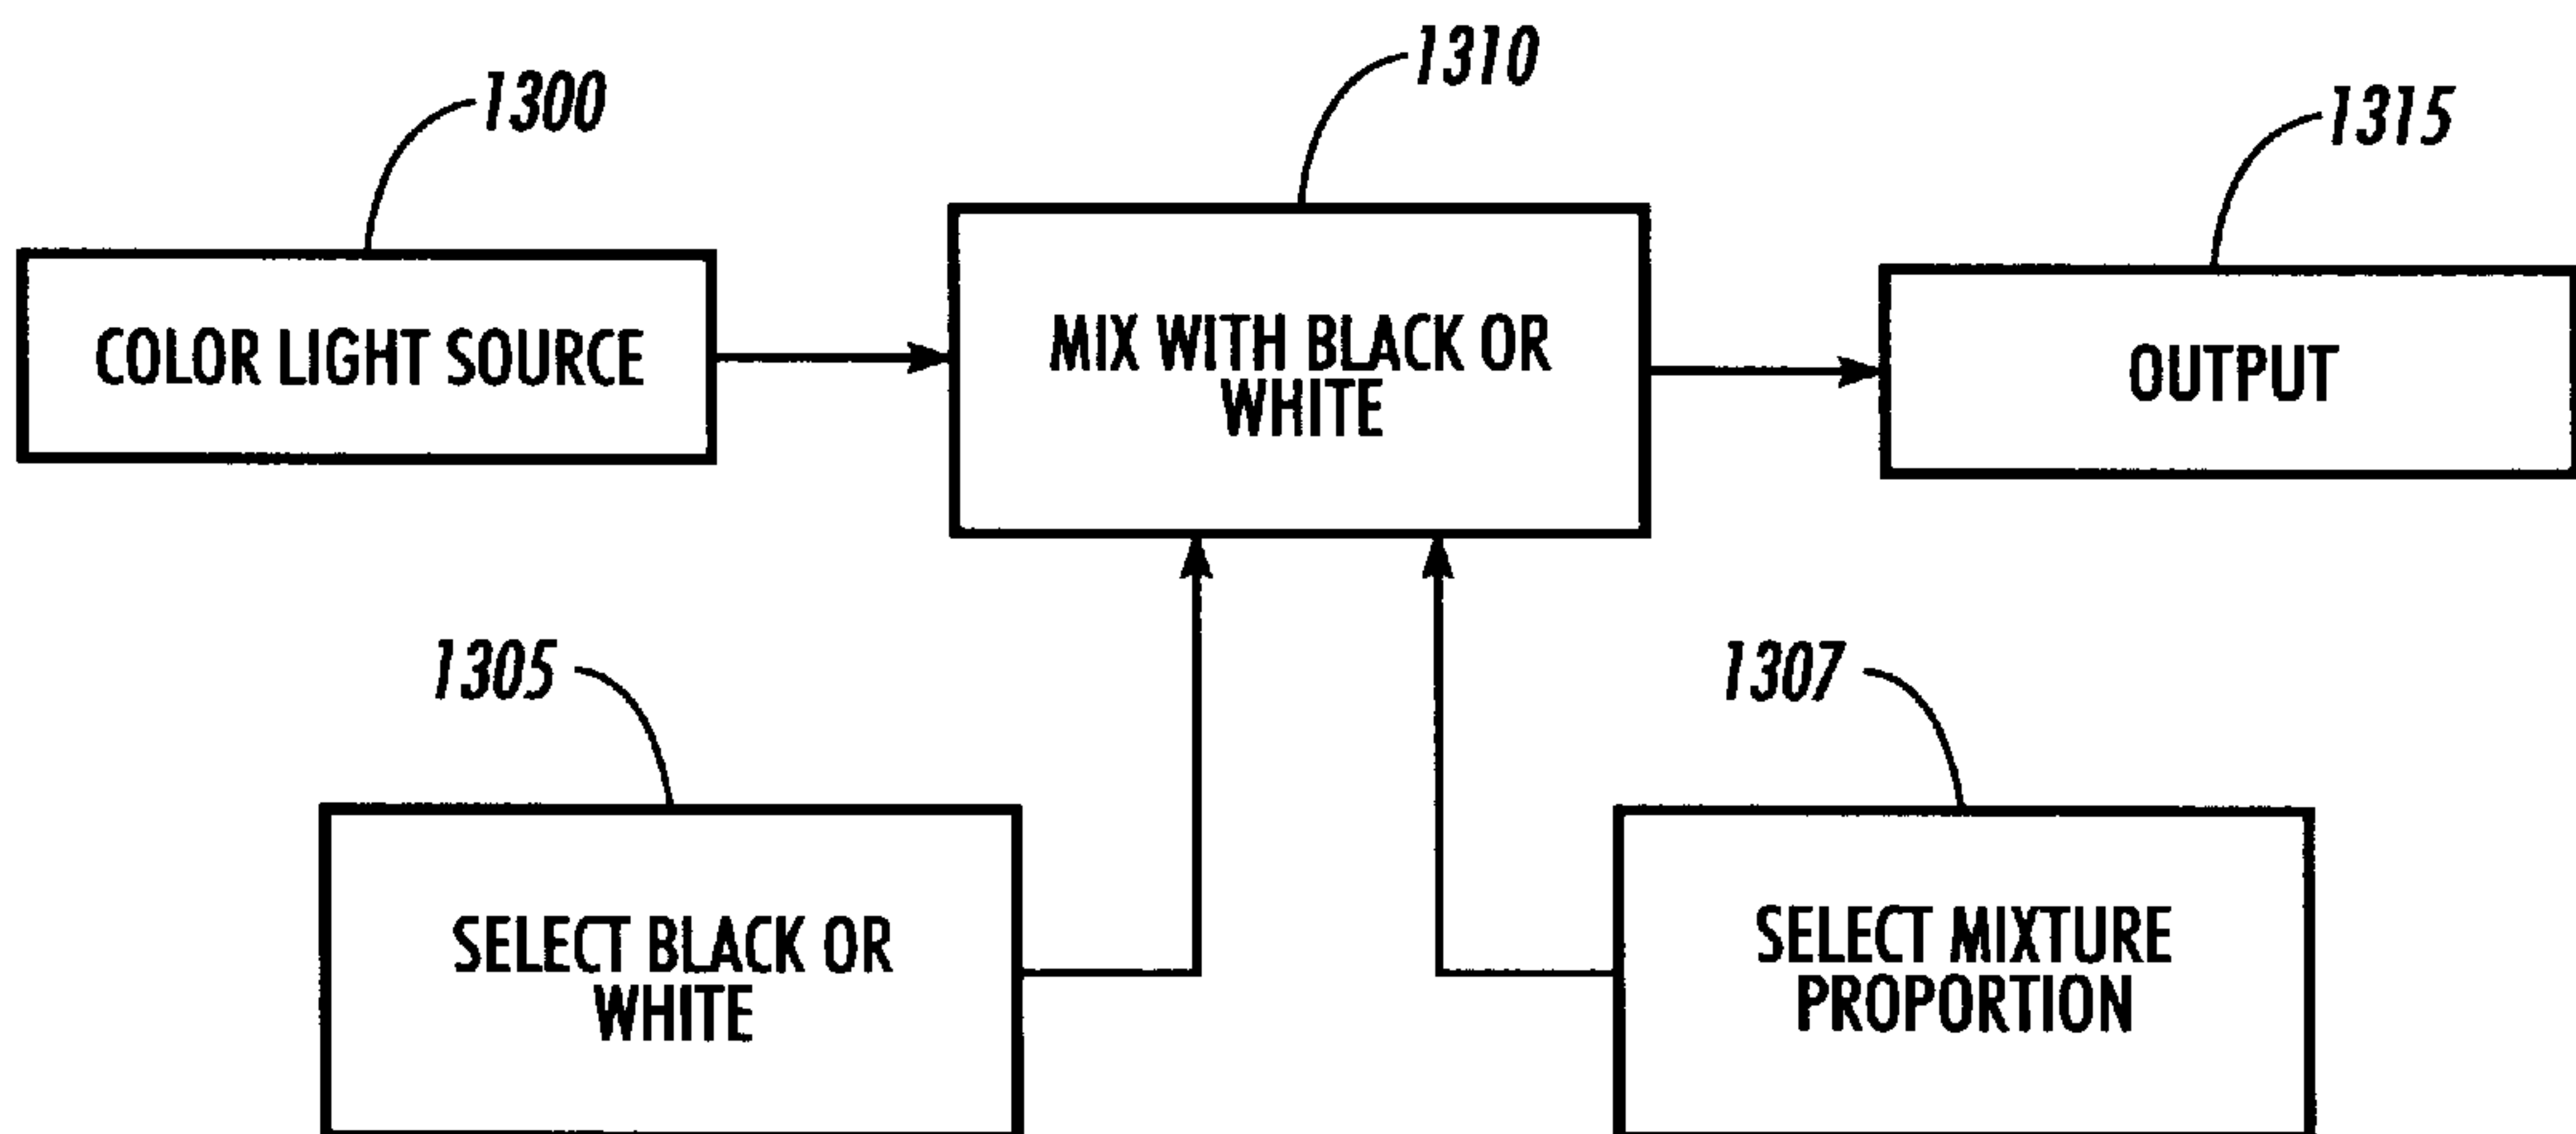 1300
1310
1315
COLOR LIGHT SOURCE
MIX WITH BLACK OR
WHITE
OUTPUT
1305
1307
SELECT BLACK OR
WHITE
SELECT MIXTURE
PROPORTION